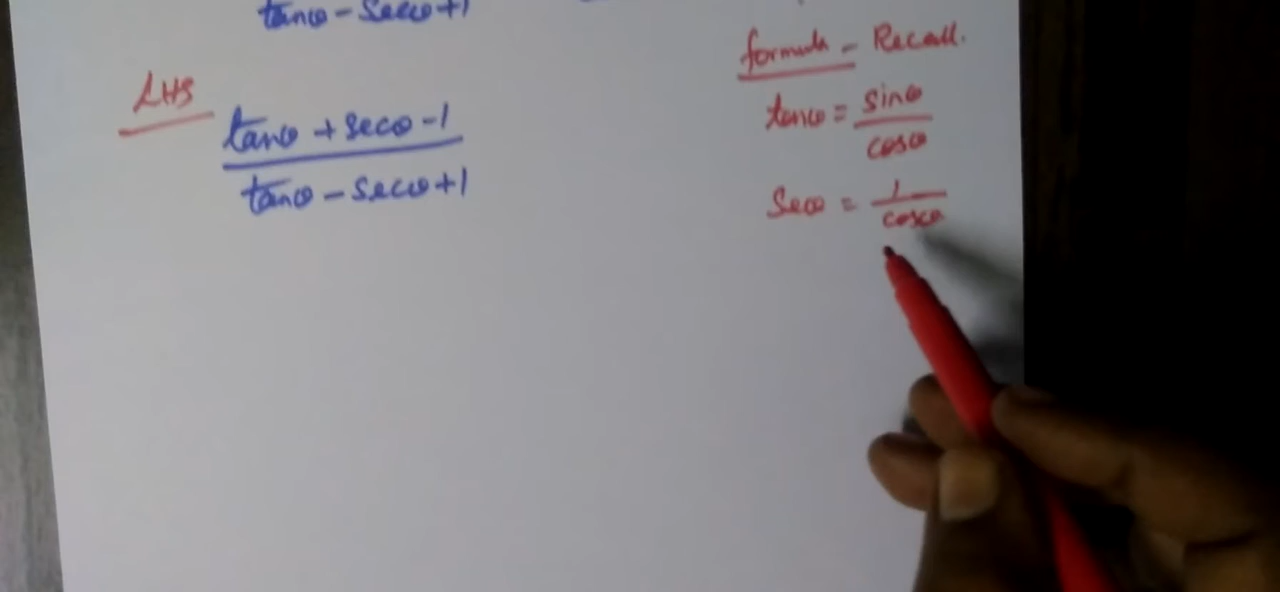 tanθ - secθ+1
formula - Recall.
LHS
tanθ + secθ - 1
tanθ - secθ+1
tanθ = sinθ
cosθ
Secθ = 1
cosθ